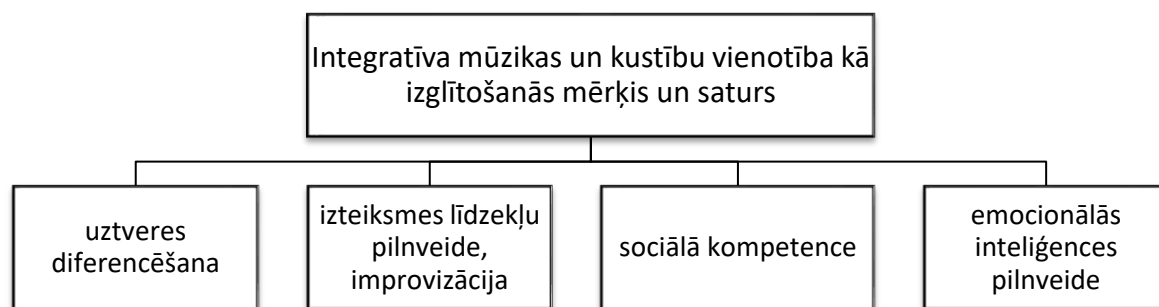 Integratīva mūzikas un kustību vienotība kā
izglītošanās mērķis un saturs
uztveres
diferencēšana
izteiksmes līdzekļu
pilnveide,
improvizācija
sociālā kompetence
emocionālās
inteliģences
pilnveide